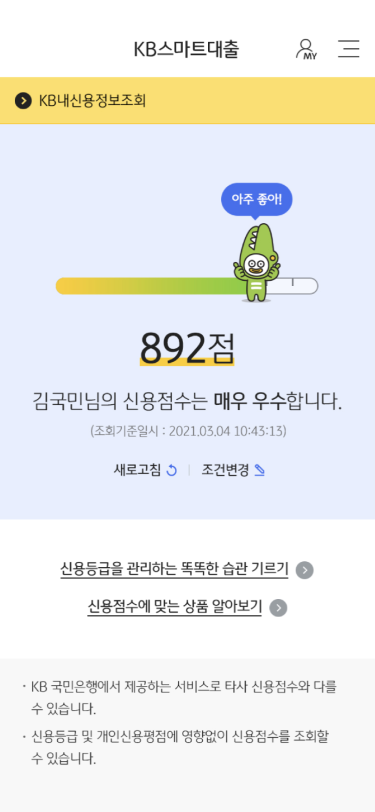 KB스마트대출
MY
KB내신용정보조회
아주 좋아!
892점
김국민님의 신용점수는 매우 우수합니다.
(조회기준일시 : 2021.03.04 10:43:13)
새로고침
조건변경
신용등급을 관리하는 똑똑한 습관 기르기
신용점수에 맞는 상품 알아보기
· KB 국민은행에서 제공하는 서비스로 타사 신용점수와 다를
수 있습니다.
· 신용등급 및 개인신용평점에 영향없이 신용점수를 조회할
수 있습니다.